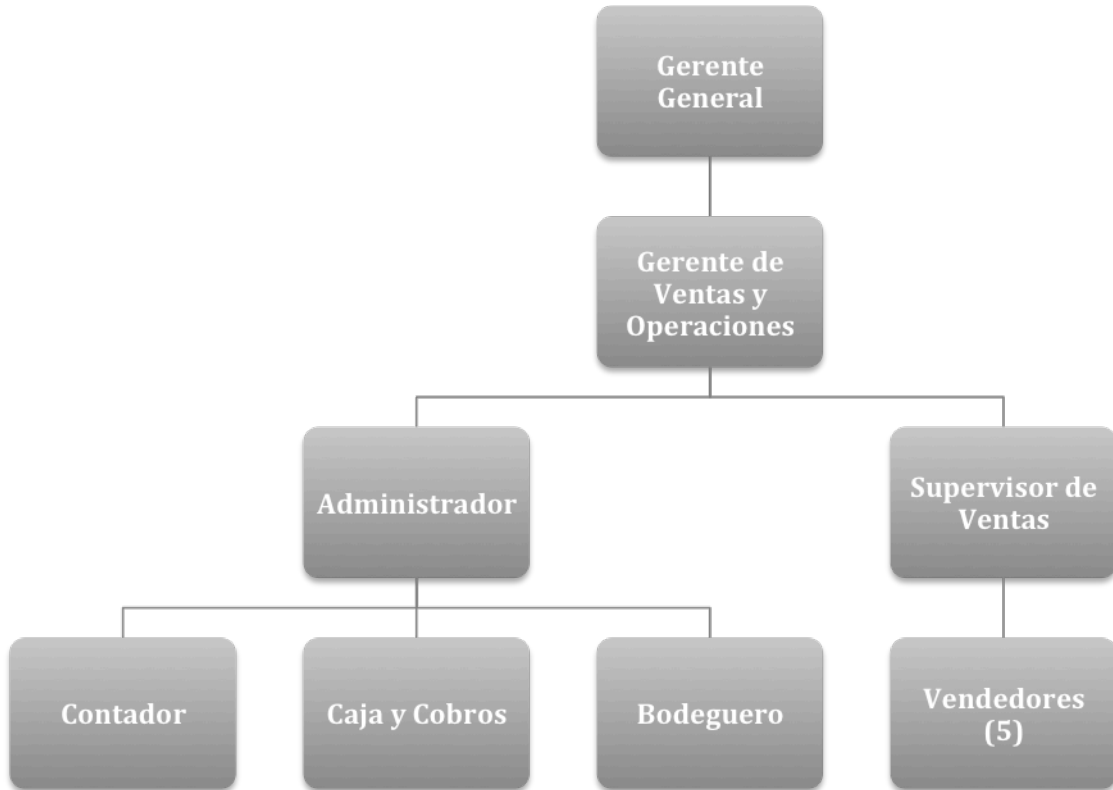 Gerente
General
Gerente de
Ventas y
Operaciones
Administrador
Supervisor de
Ventas
Contador
Caja y Cobros
Bodeguero
Vendedores
(5)